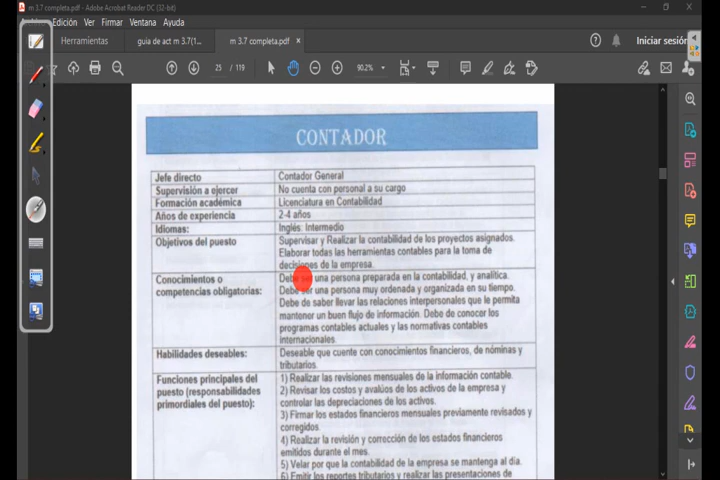 m 3.7 completa.pdf - Adobe Acrobat Reader DC (32-bit)
Edición Ver Firmar Ventana Ayuda
Herramientas
guia de act m 3.7(1...
m 3.7 completa.pdf ×
Iniciar sesión
25 / 119
90.2%
CONTADOR
Jefe directo
Contador General
Supervisión a ejercer
No cuenta con personal a su cargo
Formación académica
Licenciatura en Contabilidad
Años de experiencia
2-4 años
Idiomas:
Inglés: Intermedio
Objetivos del puesto
Supervisar y Realizar la contabilidad de los proyectos asignados.
Elaborar todas las herramientas contables para la toma de
decisiones de la empresa.
Conocimientos o
competencias obligatorias:
Debe ser una persona preparada en la contabilidad, y analítica.
Debe ser una persona muy ordenada y organizada en su tiempo.
Debe de saber llevar las relaciones interpersonales que le permita
mantener un buen flujo de información. Debe de conocer los
programas contables actuales y las normativas contables
internacionales.
Habilidades deseables:
Deseable que cuente con conocimientos financieros, de nóminas y
tributarios.
Funciones principales del
puesto (responsabilidades
primordiales del puesto):
1) Realizar las revisiones mensuales de la información contable.
2) Revisar los costos y avalúos de los activos de la empresa y
controlar las depreciaciones de los activos.
3) Firmar los estados financieros mensuales previamente revisados y
corregidos.
4) Realizar la revisión y corrección de los estados financieros
emitidos durante el mes.
5) Velar por que la contabilidad de la empresa se mantenga al día.
6) Emitir los reportes tributarios y realizar las presentaciones de